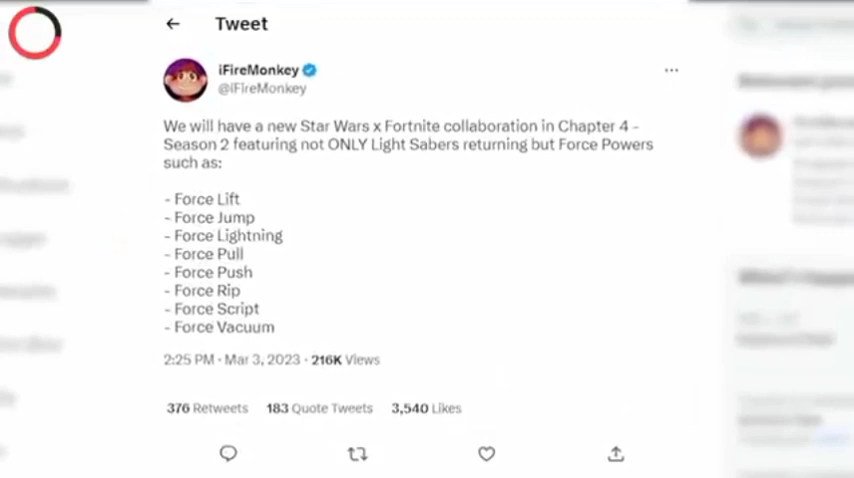 Tweet
iFireMonkey
@iFireMonkey
We will have a new Star Wars x Fortnite collaboration in Chapter 4 -
Season 2 featuring not ONLY Light Sabers returning but Force Powers
such as:
- Force Lift
- Force Jump
- Force Lightning
- Force Pull
- Force Push
- Force Rip
- Force Script
- Force Vacuum
2:25 PM · Mar 3, 2023 · 216K Views
376 Retweets 183 Quote Tweets 3,540 Likes